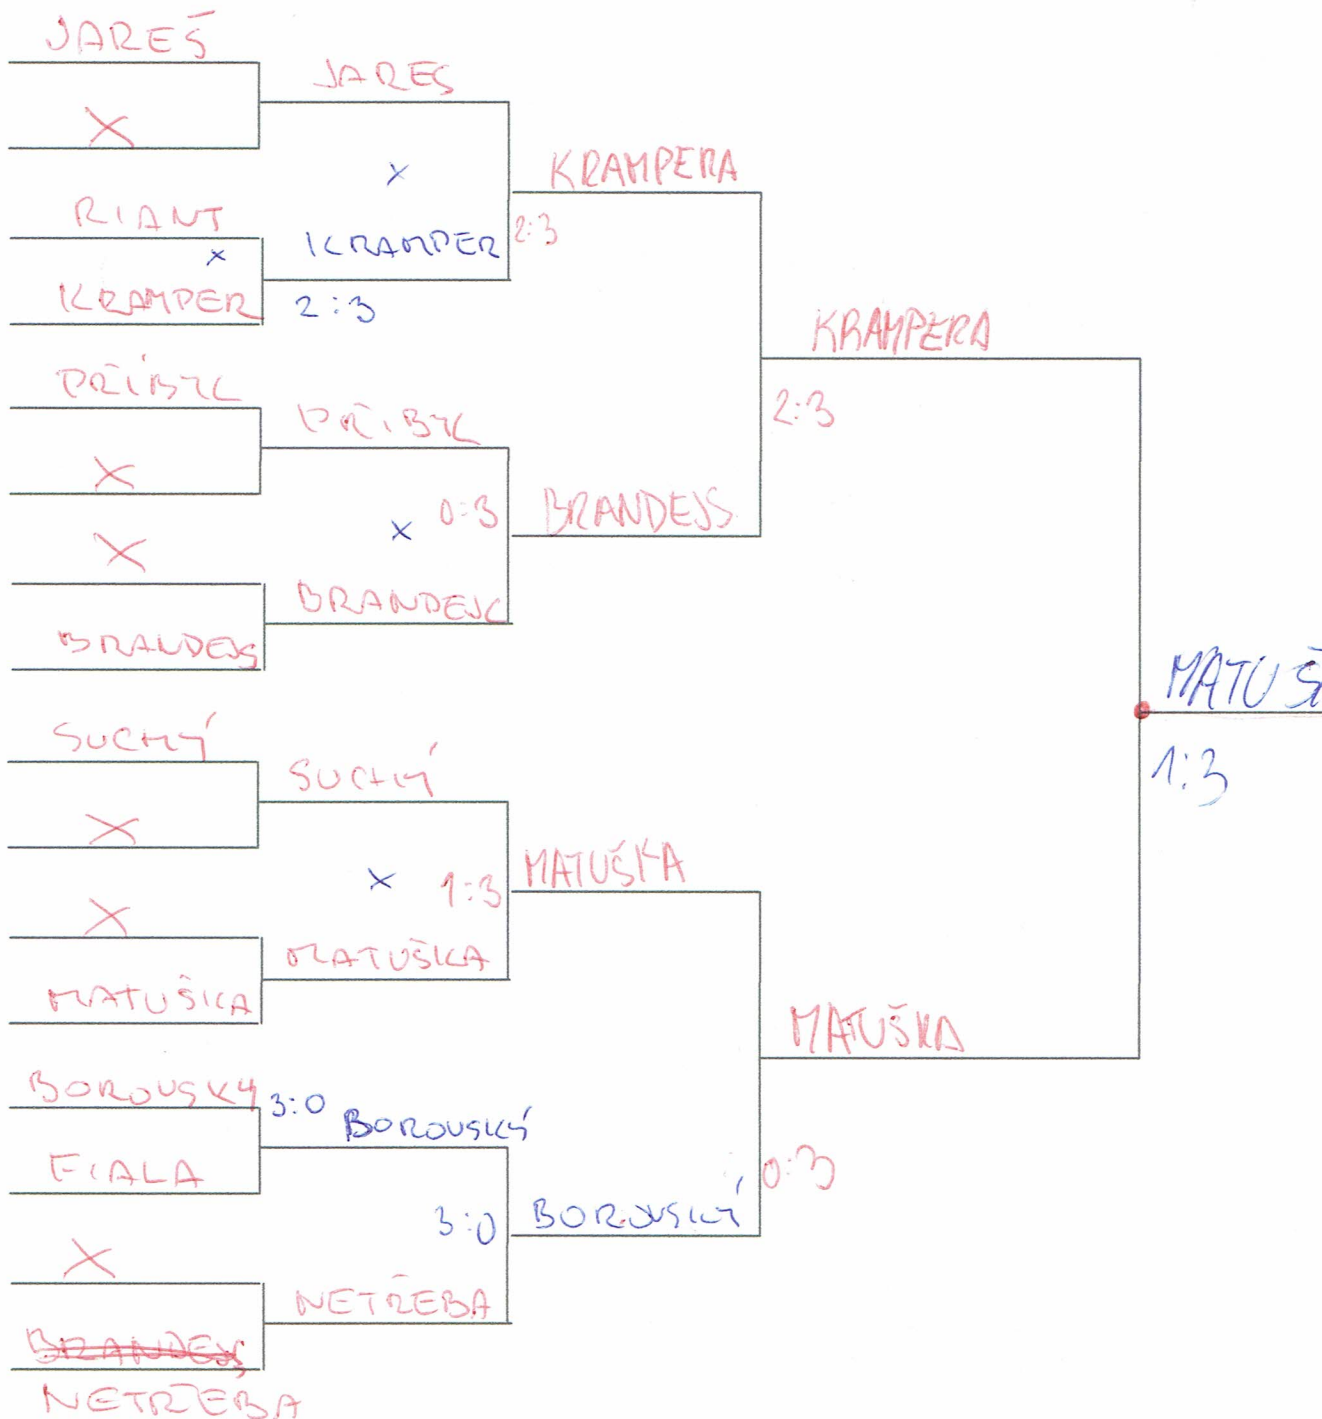 JAREŠ
JARES
X
X
KRAMPERA
RIANT
X
KRAMPER
2:3
KRAMPER
2:3
KRAMPERA
2:3
PŘIBYL
PŘIBYL
X
X
0:3
BRANDEJS
X
BRANDEJS
BRANDEJS
MATUŠ
1:3
SUCHÝ
SUCHÝ
X
X
1:3
MATUŠKA
X
MATUŠKA
MATUŠKA
MATUŠKA
BOROVSKÝ
3:0
BOROVSKÝ
FIALA
0:3
3:0
BOROVSKÝ
X
NETŘEBA
BRANDEJS
NETŘEBA